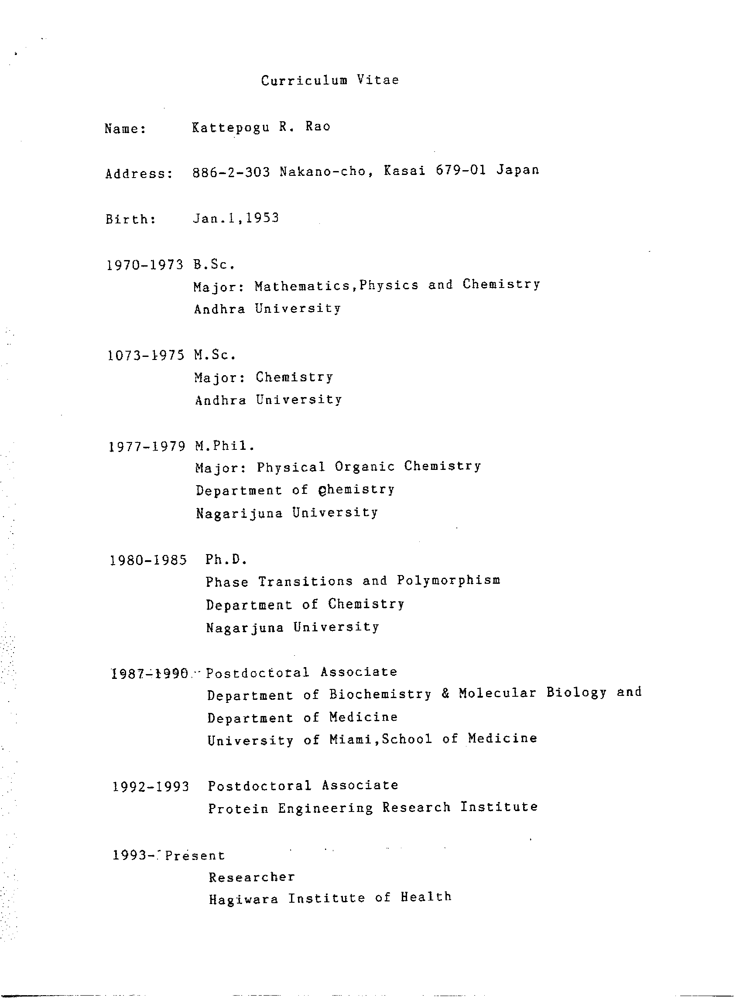 Curriculum Vitae
Name: Kattepogu R. Rao
Address: 886-2-303 Nakano-cho, Kasai 679-01 Japan
Birth: Jan.1,1953
1970-1973 B.Sc.
Major: Mathematics,Physics and Chemistry
Andhra University
1073-1975 M.Sc.
Major: Chemistry
Andhra University
1977-1979 M.Phil.
Major: Physical Organic Chemistry
Department of Chemistry
Nagarijuna University
1980-1985 Ph.D.
Phase Transitions and Polymorphism
Department of Chemistry
Nagarjuna University
1987-1990 Postdoctoral Associate
Department of Biochemistry & Molecular Biology and
Department of Medicine
University of Miami,School of Medicine
1992-1993 Postdoctoral Associate
Protein Engineering Research Institute
1993- Present
Researcher
Hagiwara Institute of Health